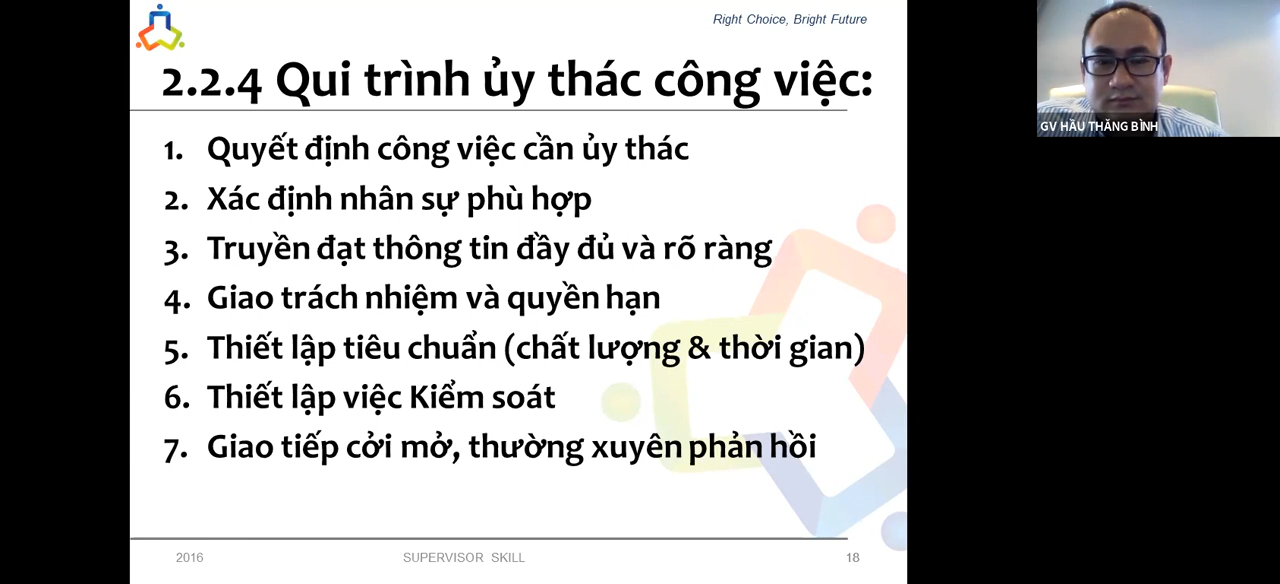 Right Choice, Bright Future
2.2.4 Qui trình ủy thác công việc:
1. Quyết định công việc cần ủy thác
2. Xác định nhân sự phù hợp
3. Truyền đạt thông tin đầy đủ và rõ ràng
4. Giao trách nhiệm và quyền hạn
5. Thiết lập tiêu chuẩn (chất lượng & thời gian)
6. Thiết lập việc Kiểm soát
7. Giao tiếp cởi mở, thường xuyên phản hồi
2016 SUPERVISOR SKILL 18
GV HẦU THĂNG BÌNH